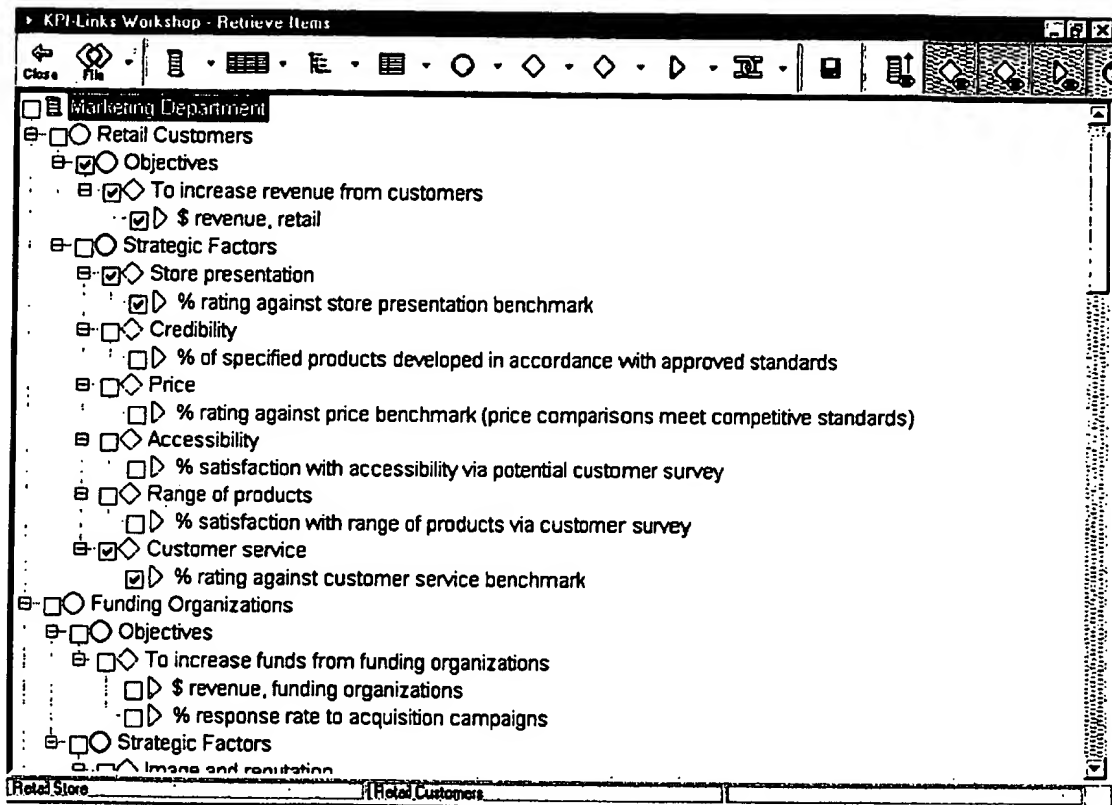 KPI-Links Workshop - Retrieve Items
Close File
Marketing Department
Retail Customers
Objectives
To increase revenue from customers
$ revenue, retail
Strategic Factors
Store presentation
% rating against store presentation benchmark
Credibility
% of specified products developed in accordance with approved standards
Price
% rating against price benchmark (price comparisons meet competitive standards)
Accessibility
% satisfaction with accessibility via potential customer survey
Range of products
% satisfaction with range of products via customer survey
Customer service
% rating against customer service benchmark
Funding Organizations
Objectives
To increase funds from funding organizations
$ revenue, funding organizations
% response rate to acquisition campaigns
Strategic Factors
Image and reputation
Retail Store Retail Customers